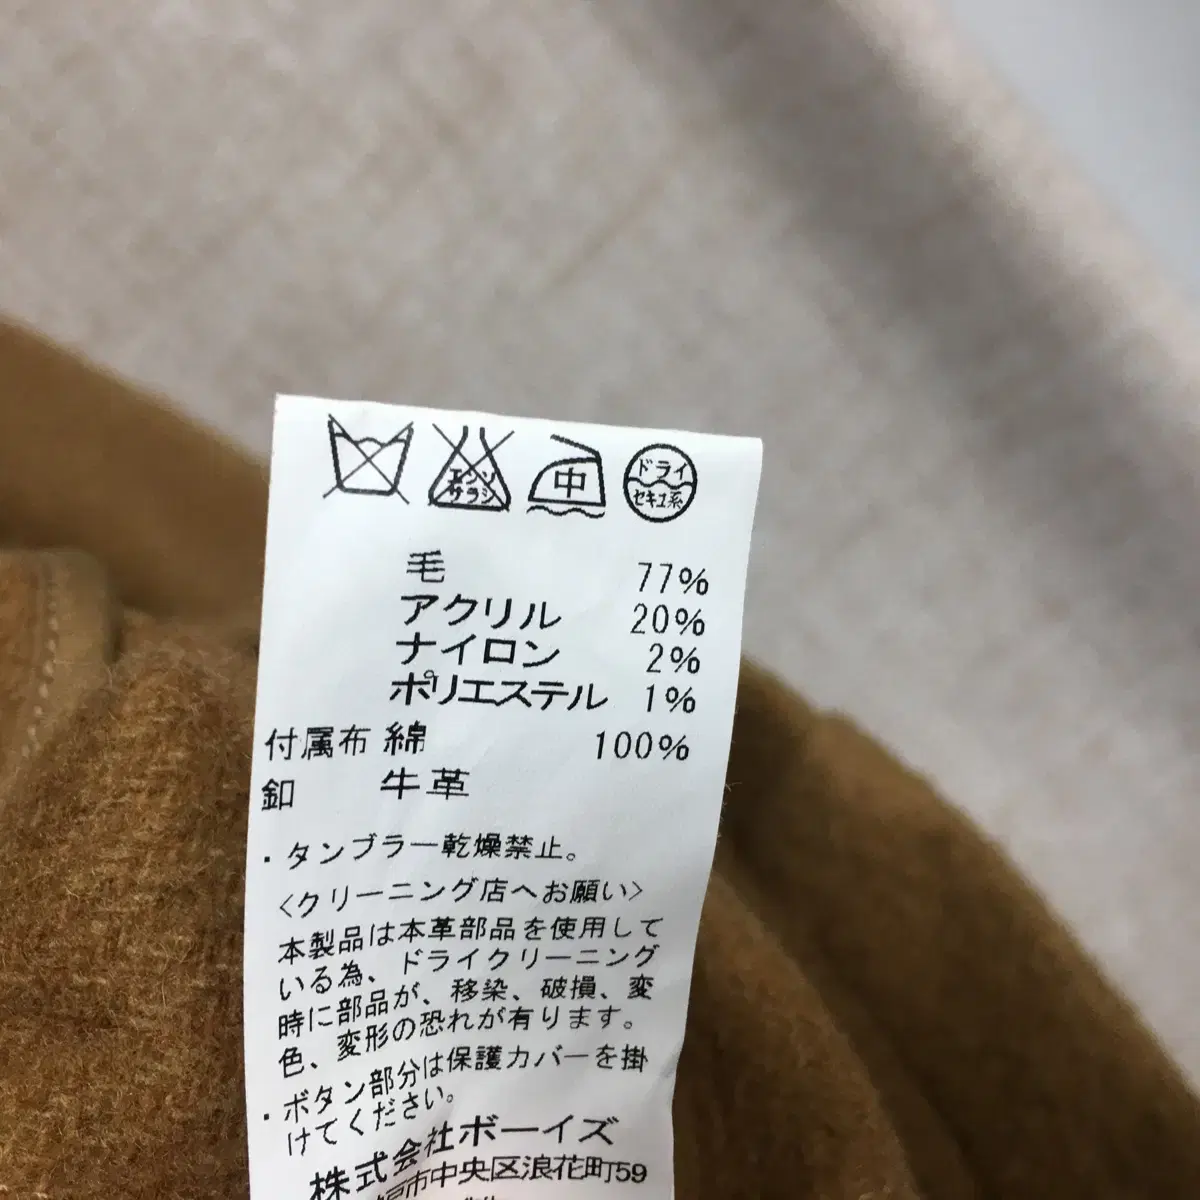 エンソ
サラシ
中
ドライ
セキユ系
毛 77%
アクリル 20%
ナイロン 2%
ポリエステル 1%
付属布 綿 100%
釦 牛革
・タンブラー乾燥禁止。
〈クリーニング店へお願い〉
本製品は本革部品を使用して
いる為、ドライクリーニング
時に部品が、移染、破損、変
色、変形の恐れが有ります。
・ボタン部分は保護カバーを掛
けてください。
株式会社ボーイズ
市中央区浪花町59